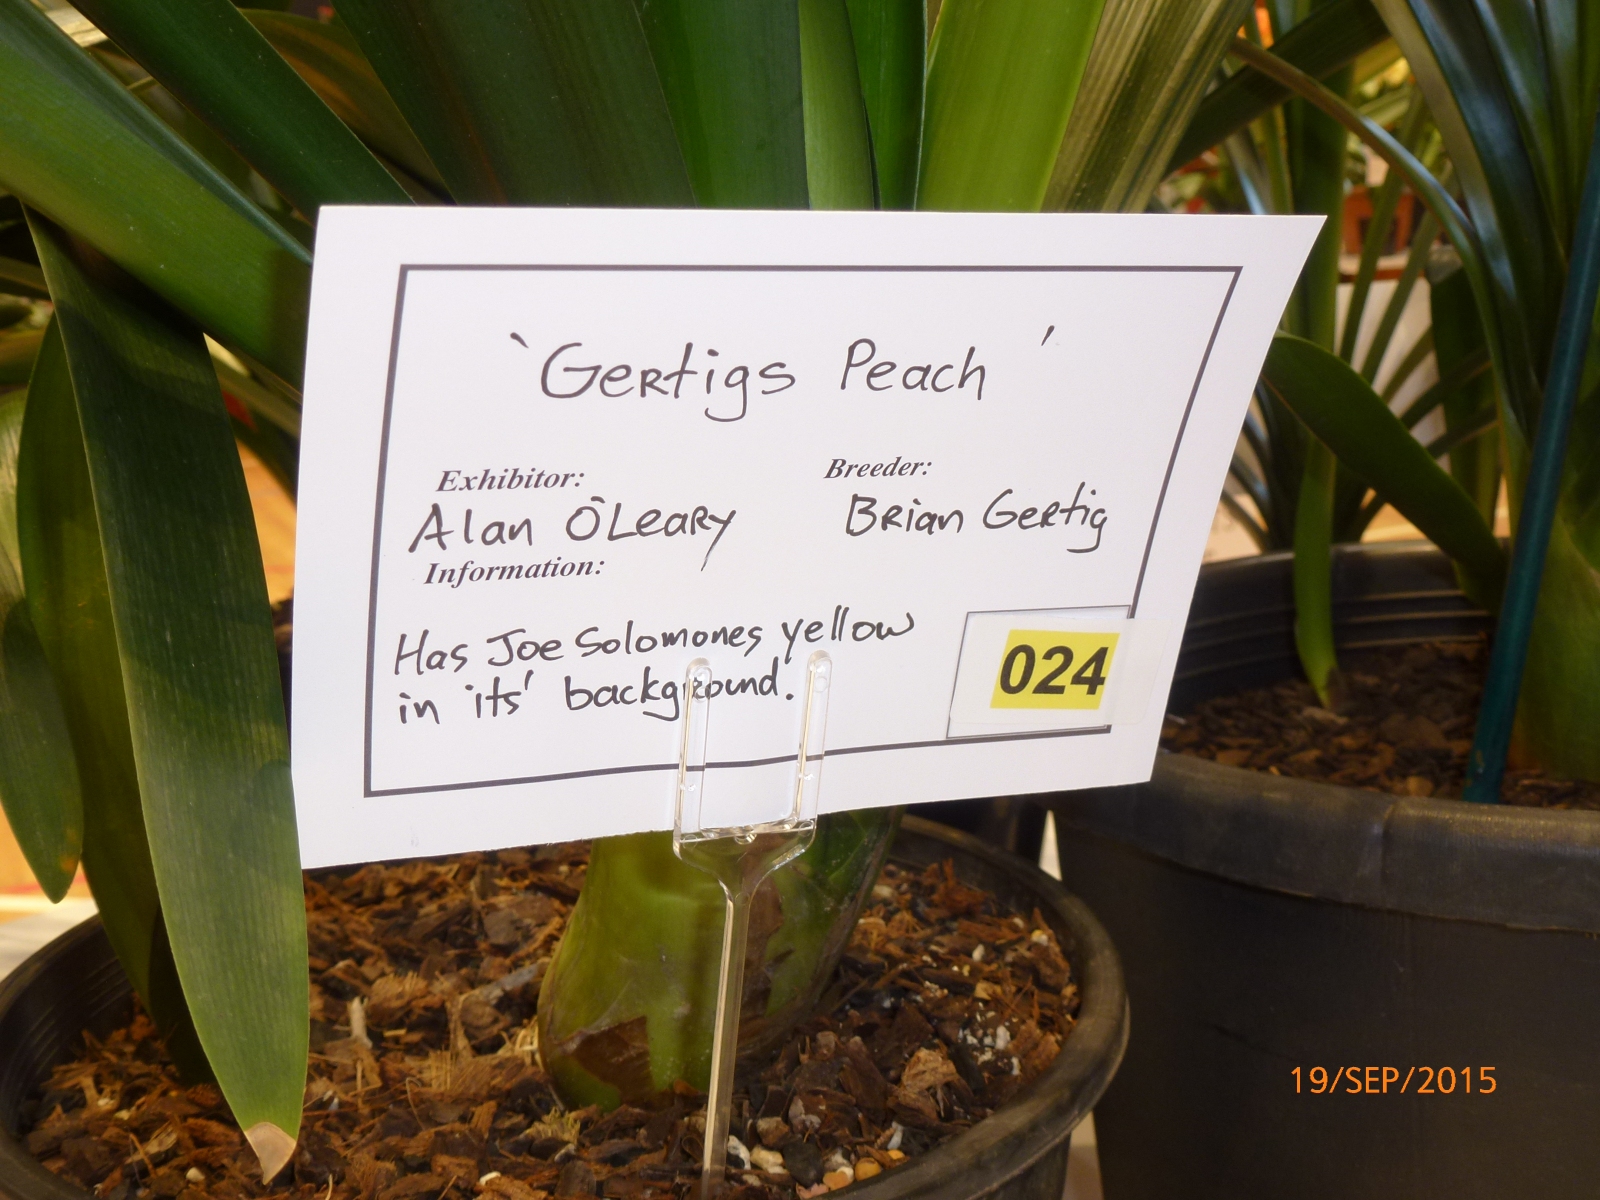 `Gertigs Peach '
Exhibitor: Breeder:
Alan O'Leary Brian Gertig
Information:
Has Joe Solomones yellow
in 'its' background.
024
19/SEP/2015